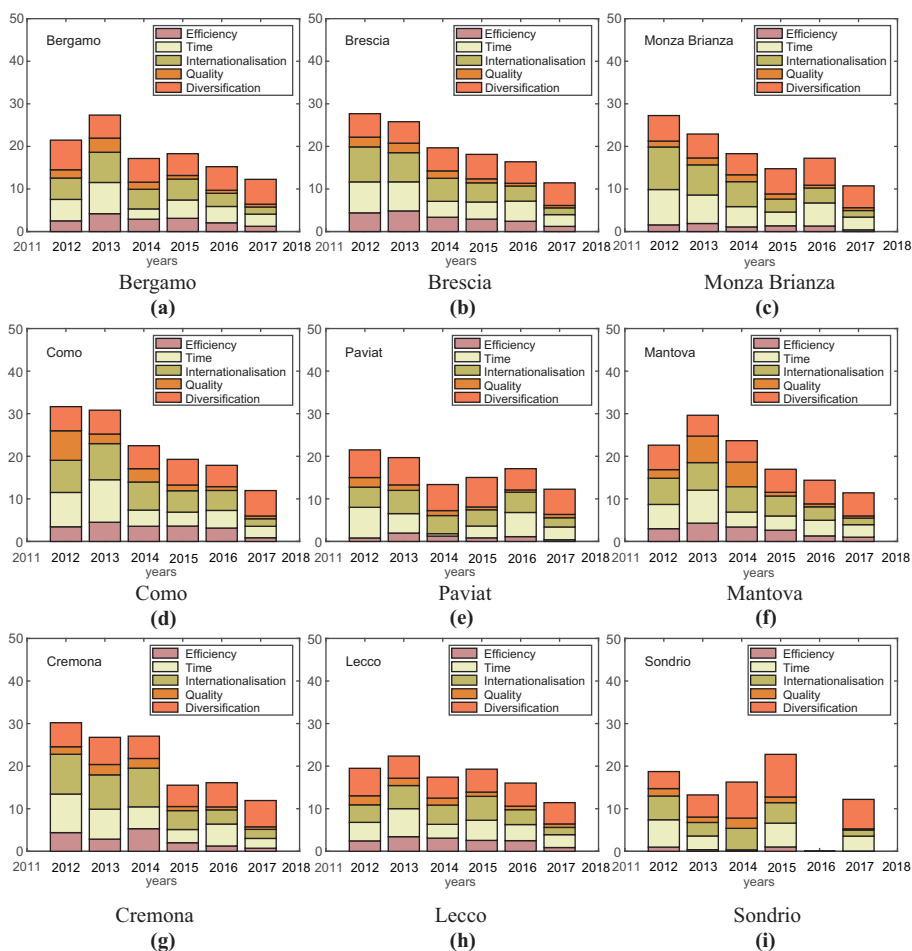 50
40
30
20
10
0
Bergamo
Efficiency
Time
Internationalisation
Quality
Diversification
2011 2012 2013 2014 2015 2016 2017 2018
years
Bergamo
(a)
50
40
30
20
10
0
Brescia
Efficiency
Time
Internationalisation
Quality
Diversification
2011 2012 2013 2014 2015 2016 2017 2018
years
Brescia
(b)
50
40
30
20
10
0
Monza Brianza
Efficiency
Time
Internationalisation
Quality
Diversification
2011 2012 2013 2014 2015 2016 2017 2018
years
Monza Brianza
(c)
50
40
30
20
10
0
Como
Efficiency
Time
Internationalisation
Quality
Diversification
2011 2012 2013 2014 2015 2016 2017 2018
years
Como
(d)
50
40
30
20
10
0
Paviat
Efficiency
Time
Internationalisation
Quality
Diversification
2011 2012 2013 2014 2015 2016 2017 2018
years
Paviat
(e)
50
40
30
20
10
0
Mantova
Efficiency
Time
Internationalisation
Quality
Diversification
2011 2012 2013 2014 2015 2016 2017 2018
years
Mantova
(f)
50
40
30
20
10
0
Cremona
Efficiency
Time
Internationalisation
Quality
Diversification
2011 2012 2013 2014 2015 2016 2017 2018
years
Cremona
(g)
50
40
30
20
10
0
Lecco
Efficiency
Time
Internationalisation
Quality
Diversification
2011 2012 2013 2014 2015 2016 2017 2018
years
Lecco
(h)
50
40
30
20
10
0
Sondrio
Efficiency
Time
Internationalisation
Quality
Diversification
2011 2012 2013 2014 2015 2016 2017 2018
years
Sondrio
(i)